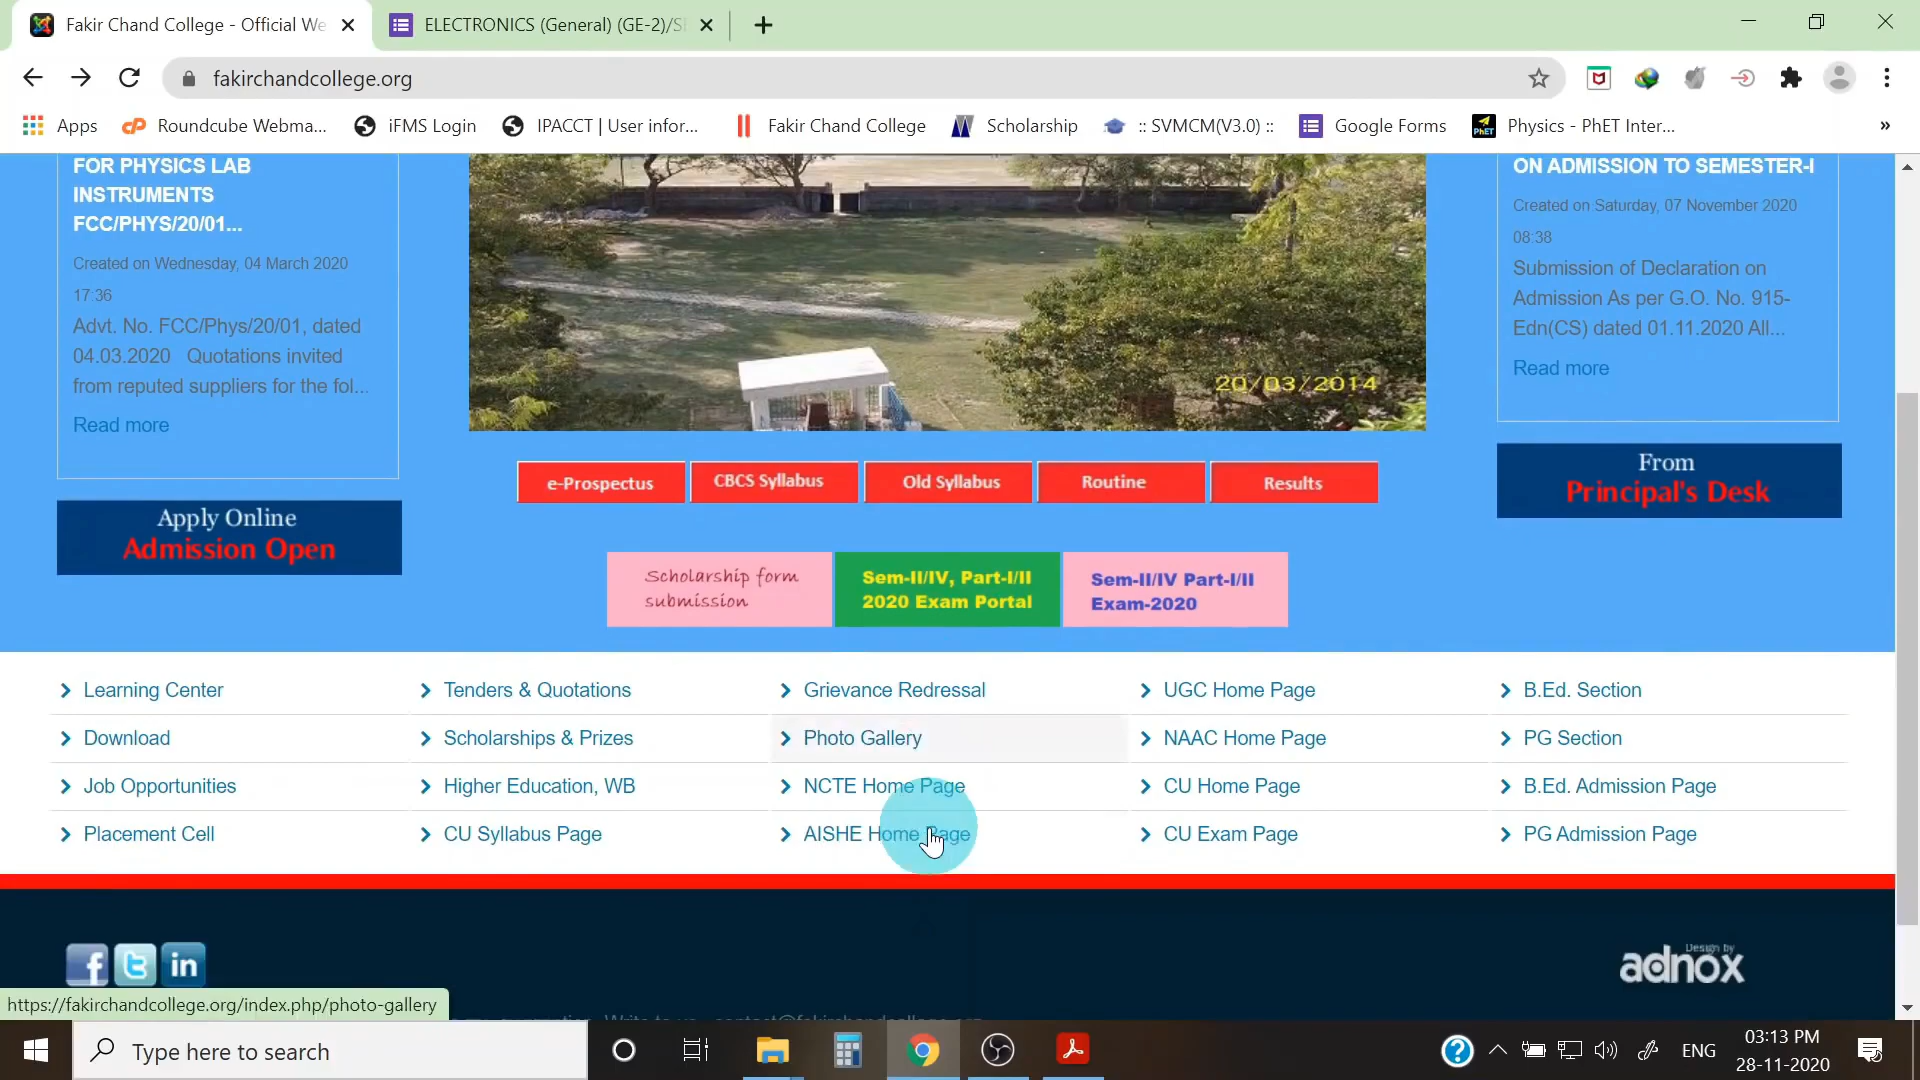 Fakir Chand College - Official We
ELECTRONICS (General) (GE-2)/S
fakirchandcollege.org
Apps
Roundcube Webma...
iFMS Login
IPACCT | User infor...
Fakir Chand College
Scholarship
:: SVMCM(V3.0) ::
Google Forms
PhET
Physics - PhET Inter...
»
FOR PHYSICS LAB
INSTRUMENTS
FCC/PHYS/20/01...
Created on Wednesday, 04 March 2020
17:36
Advt. No. FCC/Phys/20/01, dated
04.03.2020 Quotations invited
from reputed suppliers for the fol...
Read more
Apply Online
Admission Open
20/03/2014
e-Prospectus
CBCS Syllabus
Old Syllabus
Routine
Results
Scholarship form
submission
Sem-II/IV, Part-I/II
2020 Exam Portal
Sem-II/IV Part-I/II
Exam-2020
ON ADMISSION TO SEMESTER-I
Created on Saturday, 07 November 2020
08:38
Submission of Declaration on
Admission As per G.O. No. 915-
Edn(CS) dated 01.11.2020 All...
Read more
From
Principal's Desk
Learning Center
Tenders & Quotations
Grievance Redressal
UGC Home Page
B.Ed. Section
Download
Scholarships & Prizes
Photo Gallery
NAAC Home Page
PG Section
Job Opportunities
Higher Education, WB
NCTE Home Page
CU Home Page
B.Ed. Admission Page
Placement Cell
CU Syllabus Page
AISHE Home Page
CU Exam Page
PG Admission Page
Design by
adnox
https://fakirchandcollege.org/index.php/photo-gallery
Type here to search
ENG
03:13 PM
28-11-2020